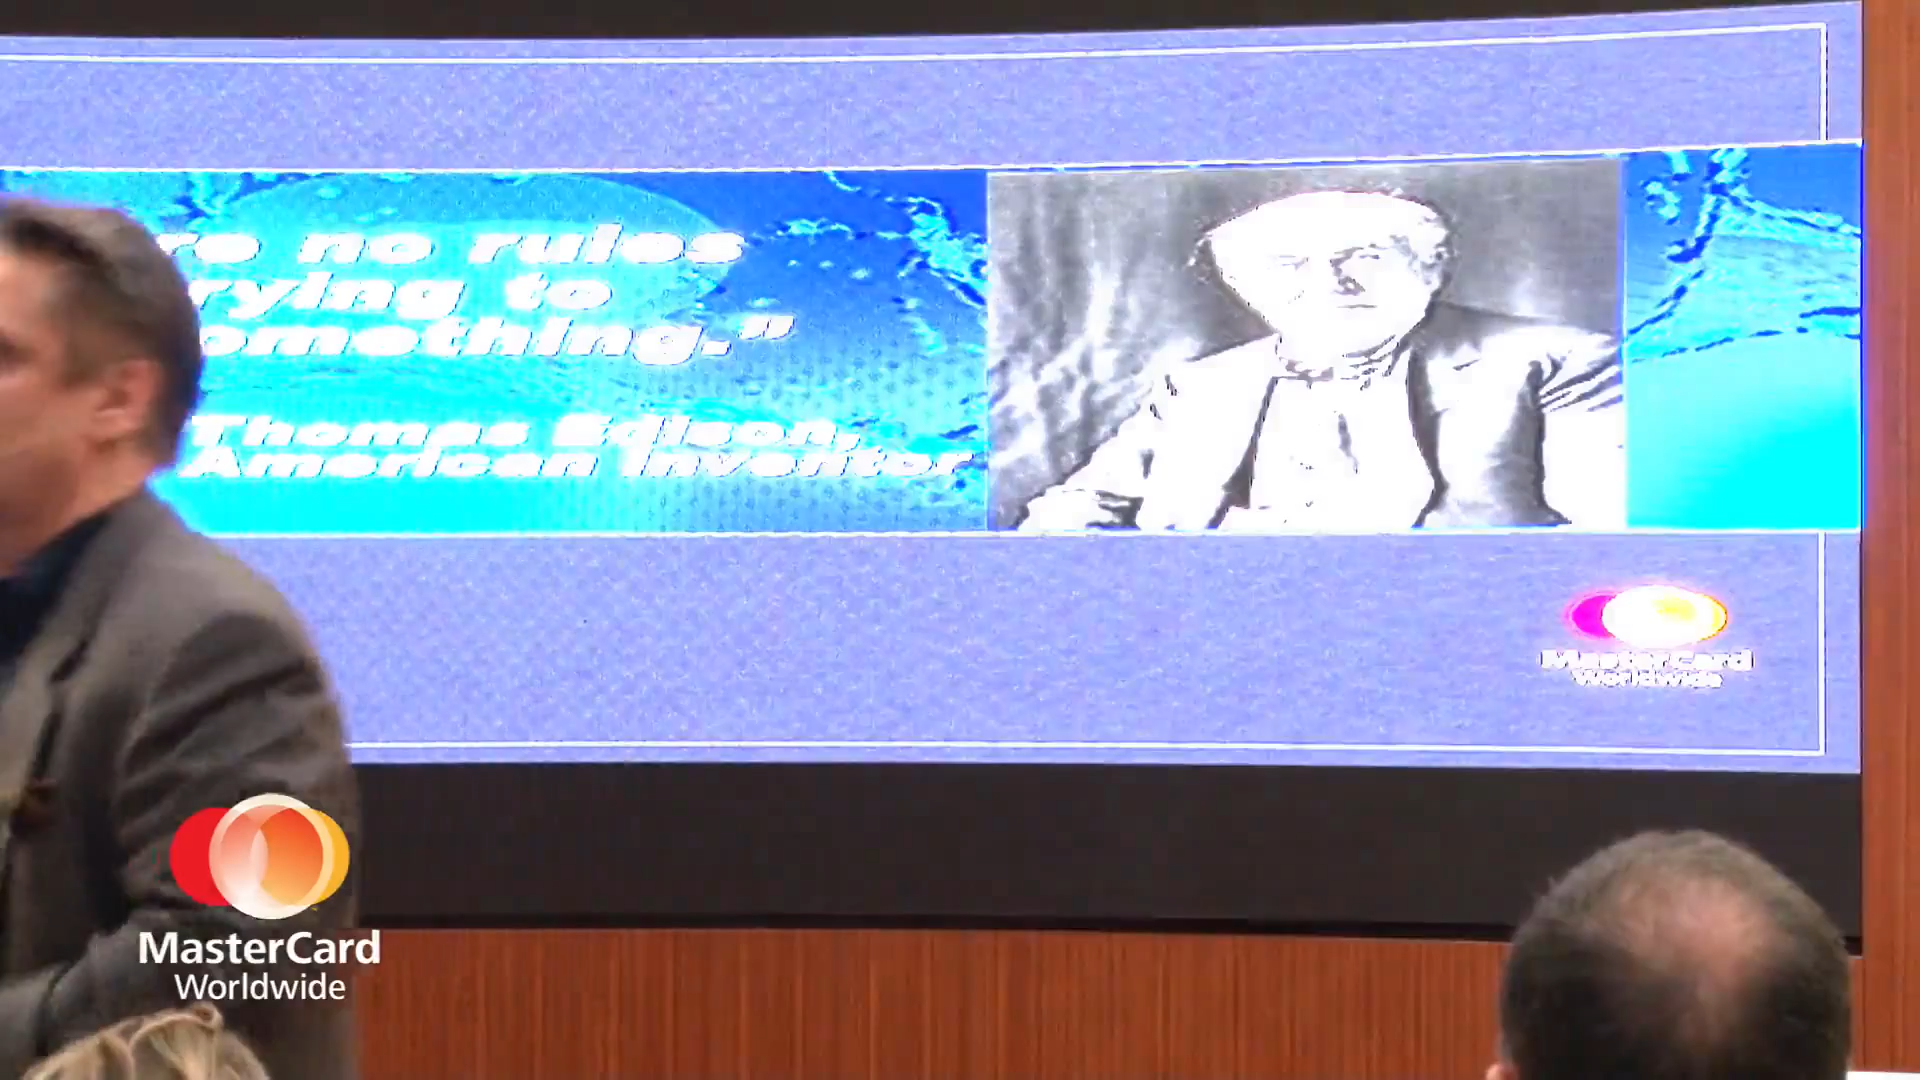 re no rules
rying to
omething."
Thomas Edison,
American Inventor
MasterCard
Worldwide
MasterCard
Worldwide